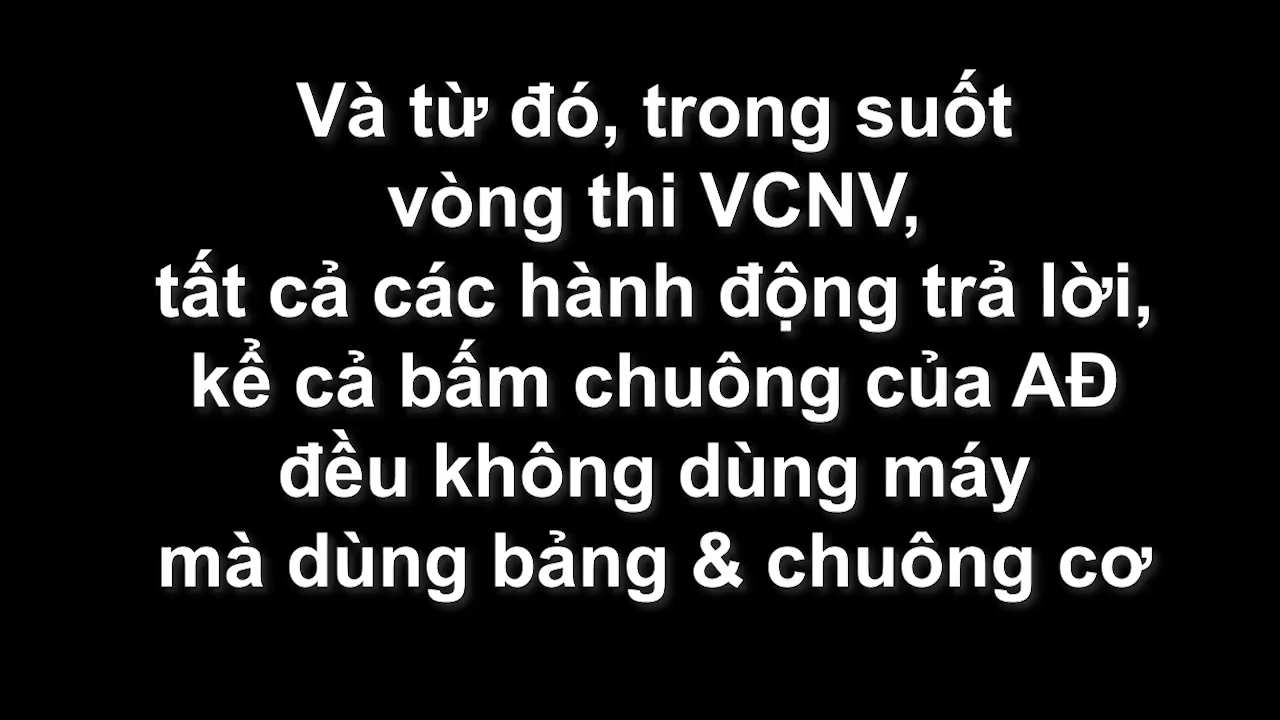 Và từ đó, trong suốt
vòng thi VCNV,
tất cả các hành động trả lời,
kể cả bấm chuông của AĐ
đều không dùng máy
mà dùng bảng & chuông cơ